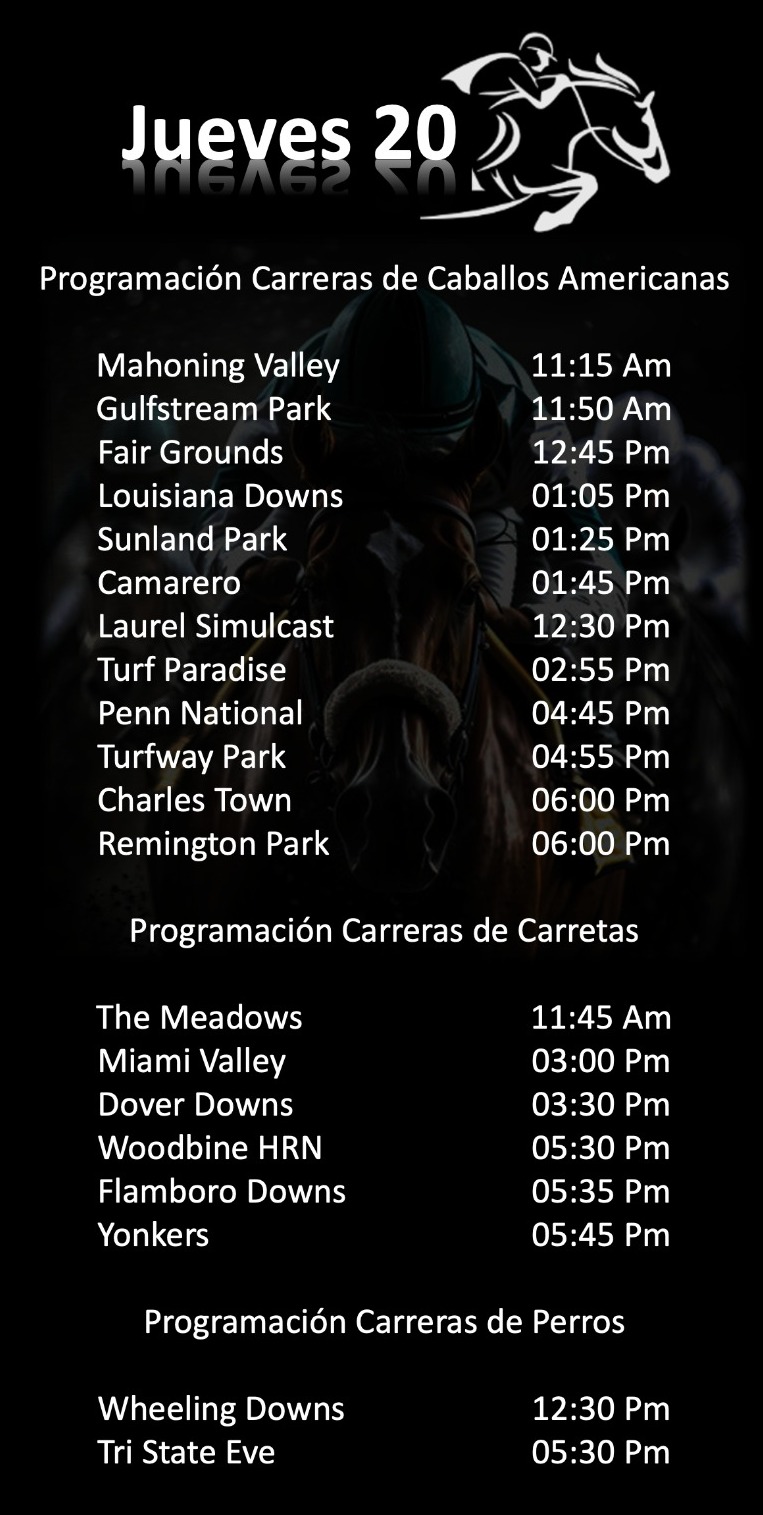 Jueves 20
Programación Carreras de Caballos Americanas
Mahoning Valley 11:15 Am
Gulfstream Park 11:50 Am
Fair Grounds 12:45 Pm
Louisiana Downs 01:05 Pm
Sunland Park 01:25 Pm
Camarero 01:45 Pm
Laurel Simulcast 12:30 Pm
Turf Paradise 02:55 Pm
Penn National 04:45 Pm
Turfway Park 04:55 Pm
Charles Town 06:00 Pm
Remington Park 06:00 Pm
Programación Carreras de Carretas
The Meadows 11:45 Am
Miami Valley 03:00 Pm
Dover Downs 03:30 Pm
Woodbine HRN 05:30 Pm
Flamboro Downs 05:35 Pm
Yonkers 05:45 Pm
Programación Carreras de Perros
Wheeling Downs 12:30 Pm
Tri State Eve 05:30 Pm